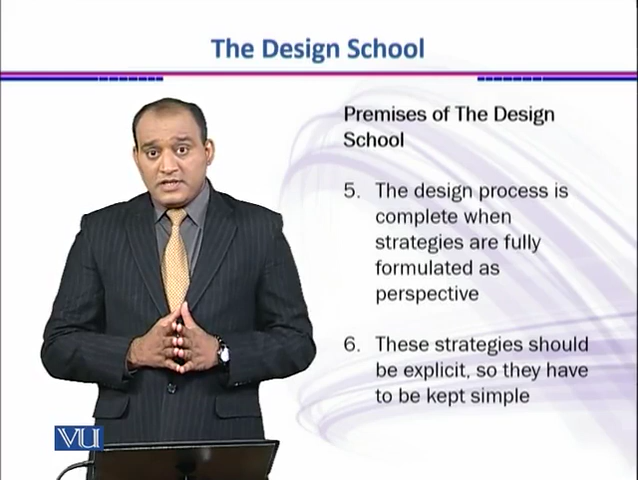 The Design School
Premises of The Design
School
5. The design process is
complete when
strategies are fully
formulated as
perspective
6. These strategies should
be explicit, so they have
to be kept simple
VU